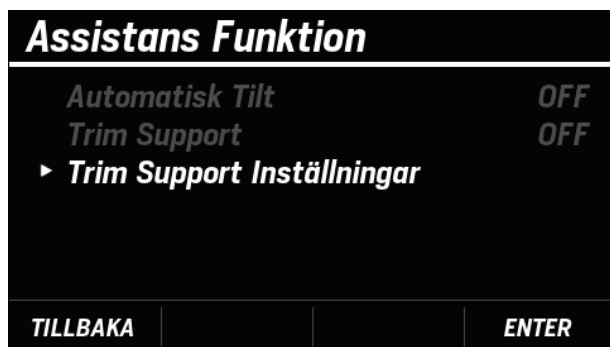 Assistans Funktion
Automatisk Tilt OFF
Trim Support OFF
Trim Support Inställningar
TILLBAKA ENTER